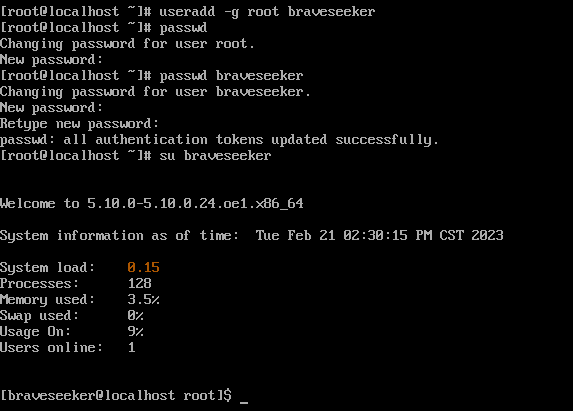 [root@localhost ~]# useradd -g root braveseeker
[root@localhost ~]# passwd
Changing password for user root.
New password:
[root@localhost ~]# passwd braveseeker
Changing password for user braveseeker.
New password:
Retype new password:
passwd: all authentication tokens updated successfully.
[root@localhost ~]# su braveseeker
Welcome to 5.10.0-5.10.0.24.oe1.x86_64
System information as of time:  Tue Feb 21 02:30:15 PM CST 2023
System load:    0.15
Processes:      128
Memory used:    3.5%
Swap used:      0%
Usage On:       9%
Users online:   1
[braveseeker@localhost root]$ _